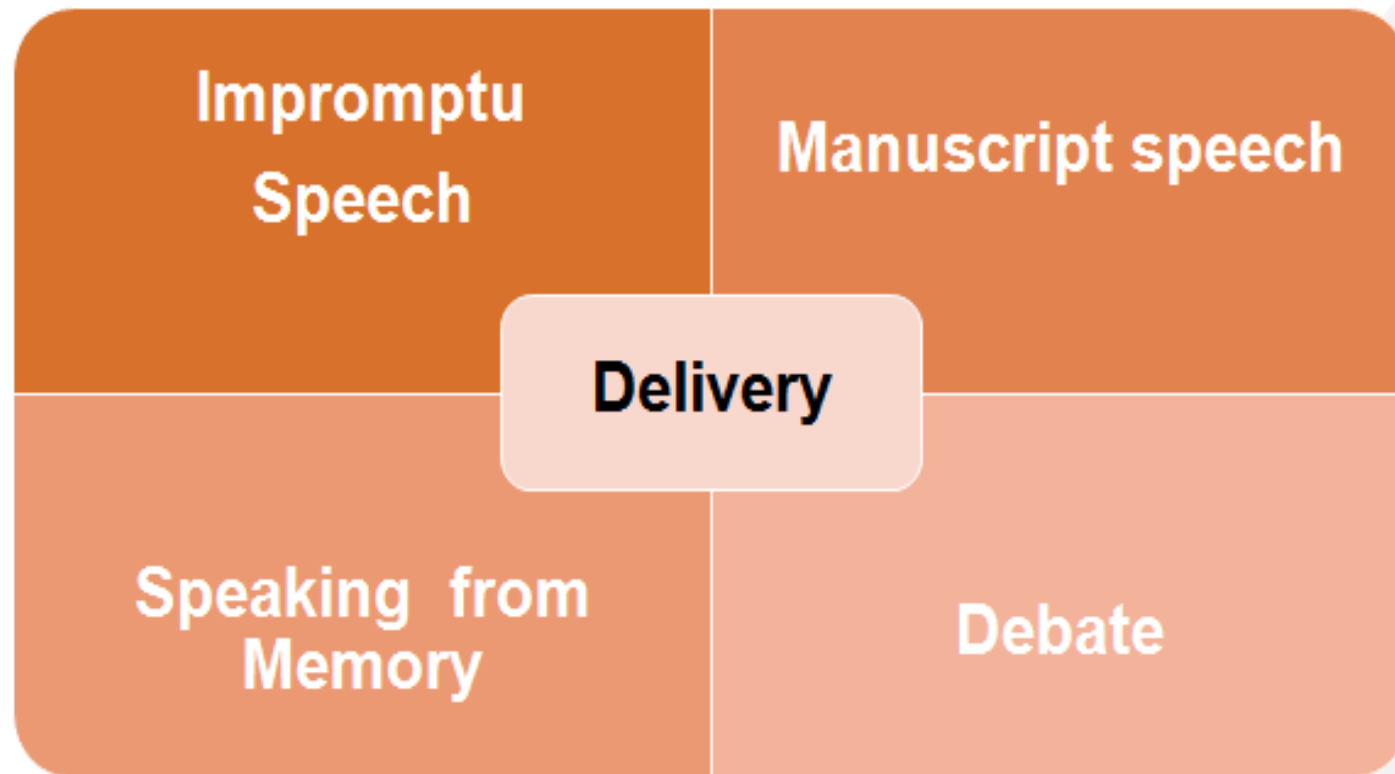 Impromptu
Speech
Manuscript speech
Delivery
Speaking from
Memory
Debate